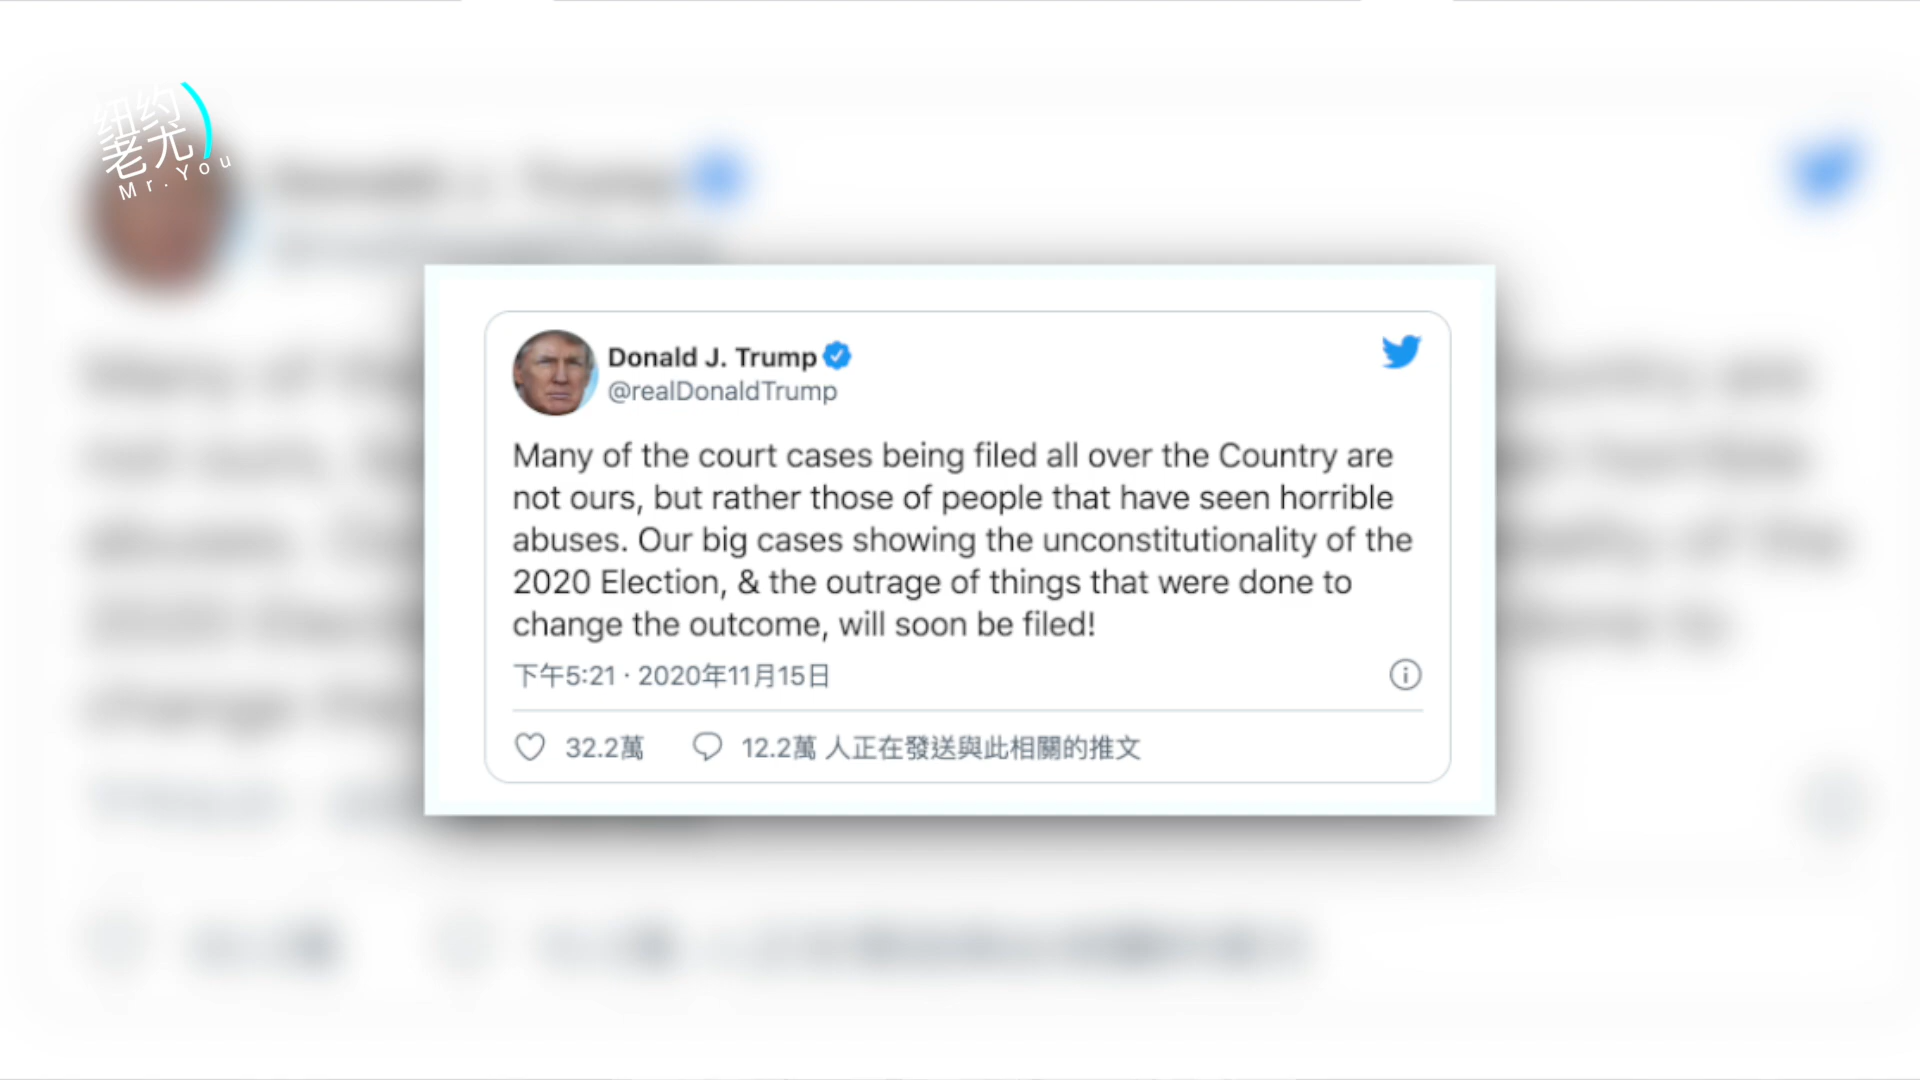 纽约
老尤
Mr.You
Donald J. Trump
@realDonaldTrump
Many of the court cases being filed all over the Country are
not ours, but rather those of people that have seen horrible
abuses. Our big cases showing the unconstitutionality of the
2020 Election, & the outrage of things that were done to
change the outcome, will soon be filed!
下午5:21 · 2020年11月15日
32.2萬 12.2萬 人正在發送與此相關的推文